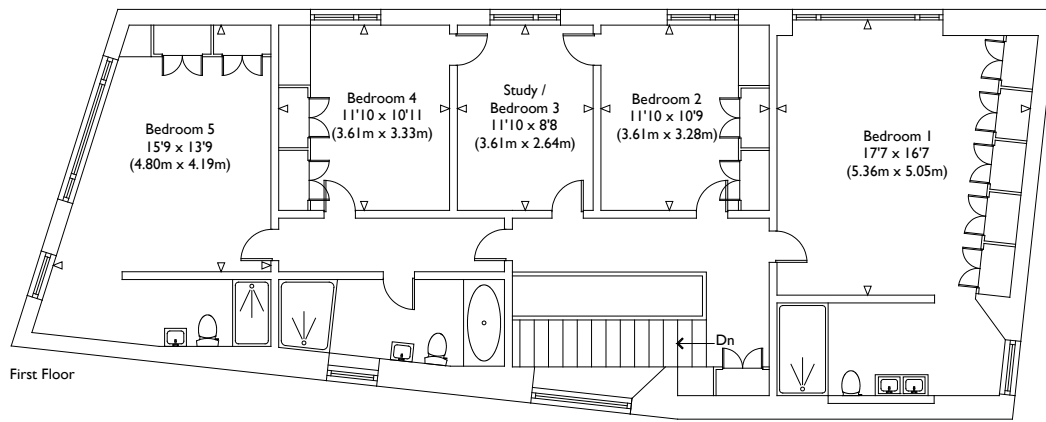 Bedroom 5
15'9 x 13'9
(4.80m x 4.19m)
Bedroom 4
11'10 x 10'11
(3.61m x 3.33m)
Study /
Bedroom 3
11'10 x 8'8
(3.61m x 2.64m)
Bedroom 2
11'10 x 10'9
(3.61m x 3.28m)
Bedroom 1
17'7 x 16'7
(5.36m x 5.05m)
Dn
First Floor